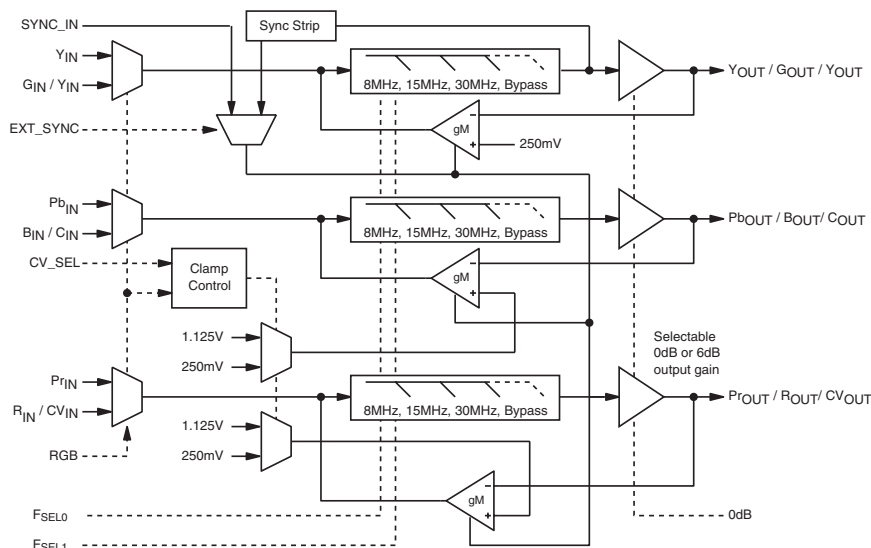 SYNC_IN
Sync Strip
YIN
GIN / YIN
8MHz, 15MHz, 30MHz, Bypass
YOUT / GOUT / YOUT
EXT_SYNC
gM
-
+
250mV
PbIN
BIN / CIN
8MHz, 15MHz, 30MHz, Bypass
PbOUT / BOUT/ COUT
CV_SEL
Clamp
Control
gM
-
+
1.125V
250mV
Selectable
0dB or 6dB
output gain
PrIN
RIN / CVIN
8MHz, 15MHz, 30MHz, Bypass
PrOUT / ROUT/ CVOUT
1.125V
250mV
RGB
gM
-
+
FSEL0
0dB
FSEL1